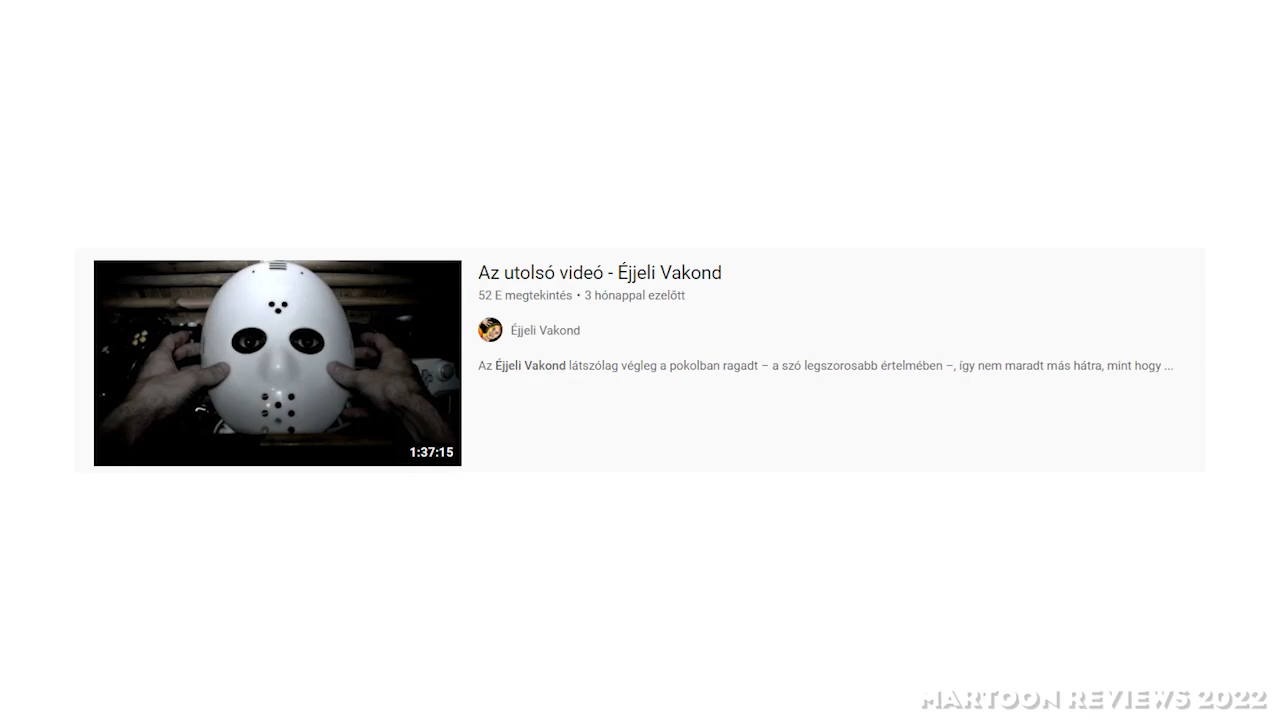 Az utolsó videó - Éjjeli Vakond
52 E megtekintés • 3 hónappal ezelőtt
Éjjeli Vakond
Az Éjjeli Vakond látszólag végleg a pokolban ragadt – a szó legszorosabb értelmében –, így nem maradt más hátra, mint hogy ...
1:37:15
MARTOON REVIEWS 2022